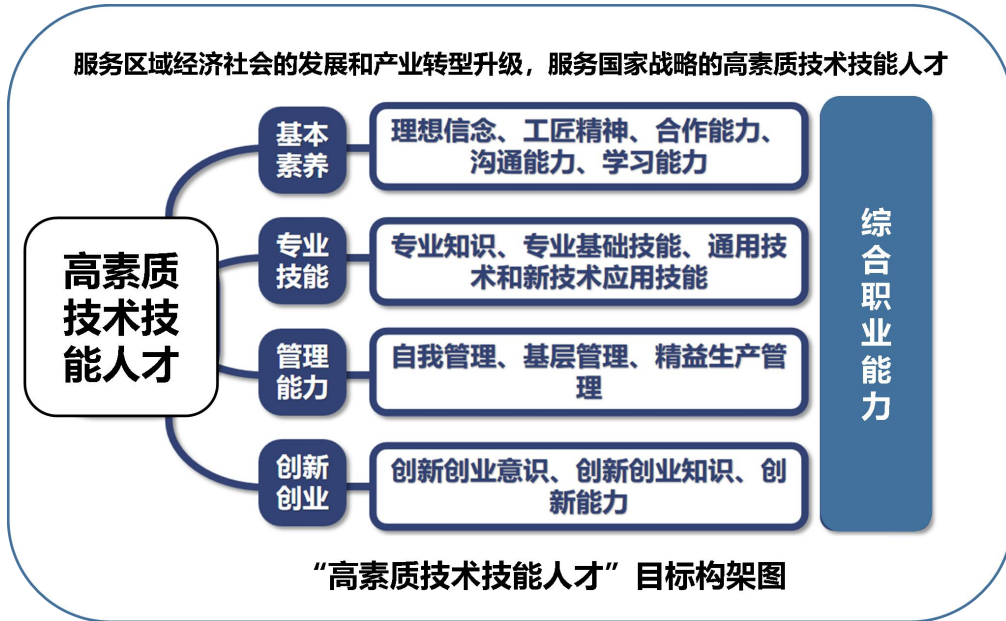 服务区域经济社会的发展和产业转型升级，服务国家战略的高素质技术技能人才
高素质
技术技
能人才
基本
素养
理想信念、工匠精神、合作能力、
沟通能力、学习能力
专业
技能
专业知识、专业基础技能、通用技
术和新技术应用技能
管理
能力
自我管理、基层管理、精益生产管
理
创新
创业
创新创业意识、创新创业知识、创
新能力
综
合
职
业
能
力
“高素质技术技能人才”目标构架图